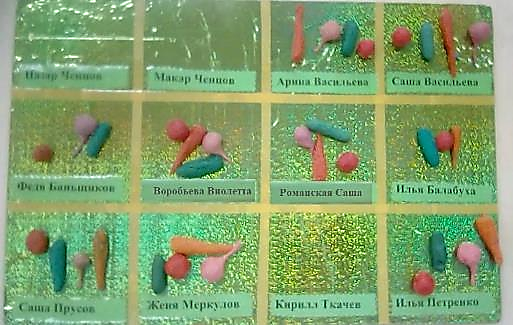 Назар Ченцов
Макар Ченцов
Арина Васильева
Саша Васильева
Федя Баньщиков
Воробьева Виолетта
Романская Саша
Илья Балабуха
Саша Прусов
Женя Меркулов
Кирилл Ткачев
Илья Петренко